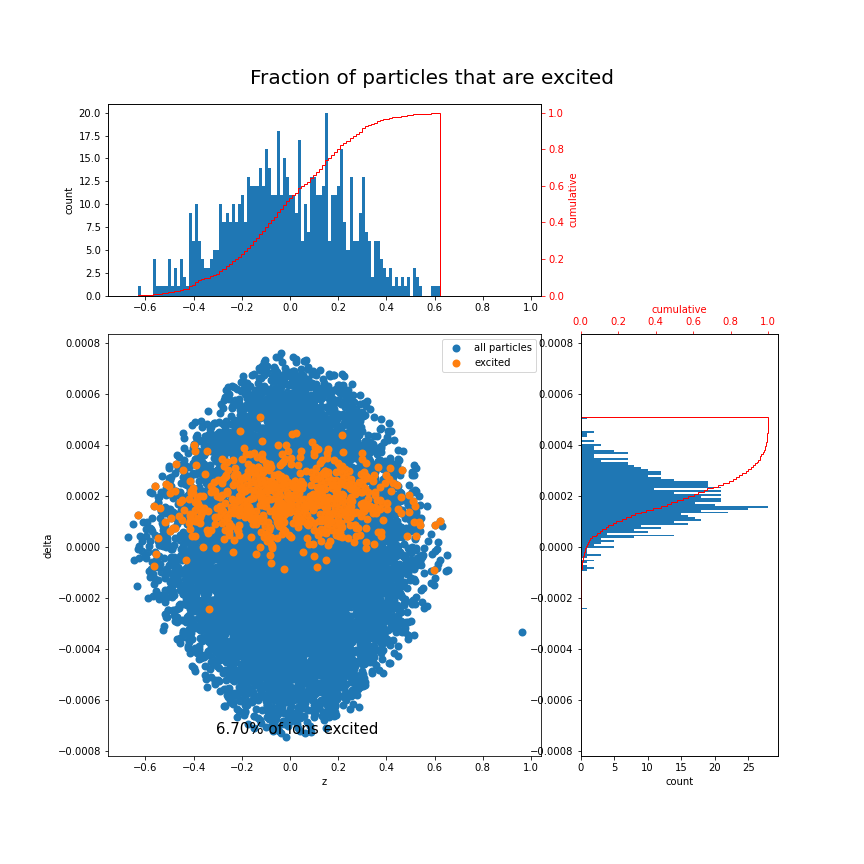 Fraction of particles that are excited
20.0
17.5
15.0
12.5
10.0
7.5
5.0
2.5
0.0
count
−0.6 −0.4 −0.2 0.0 0.2 0.4 0.6 0.8 1.0
1.0
0.8
0.6
0.4
0.2
0.0
cumulative
0.0008
0.0006
0.0004
0.0002
0.0000
−0.0002
−0.0004
−0.0006
−0.0008
delta
all particles
excited
6.70% of ions excited
−0.6 −0.4 −0.2 0.0 0.2 0.4 0.6 0.8 1.0
z
cumulative
0.0 0.2 0.4 0.6 0.8 1.0
0.0008
0.0006
0.0004
0.0002
0.0000
−0.0002
−0.0004
−0.0006
−0.0008
0 5 10 15 20 25
count